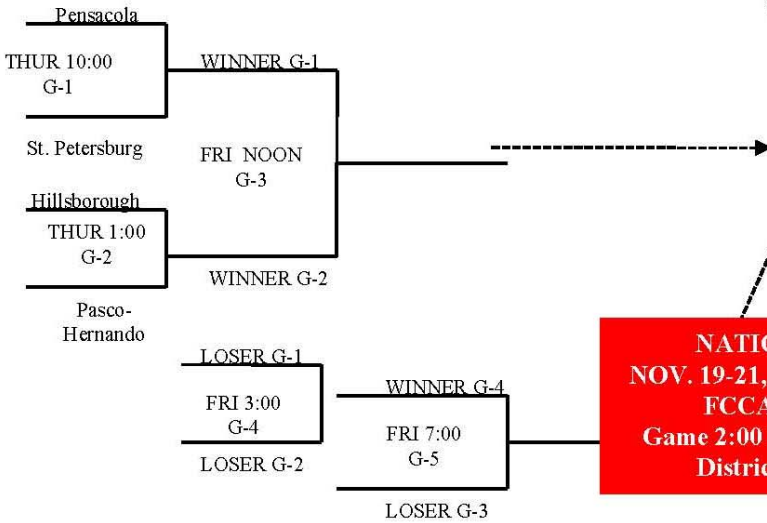 Pensacola
THUR 10:00
G-1
WINNER G-1
St. Petersburg
FRI NOON
G-3
Hillsborough
THUR 1:00
G-2
WINNER G-2
Pasco-
Hernando
LOSER G-1
FRI 3:00
G-4
LOSER G-2
WINNER G-4
FRI 7:00
G-5
LOSER G-3
NOV. 19-21,
FCCA
Game 2:00